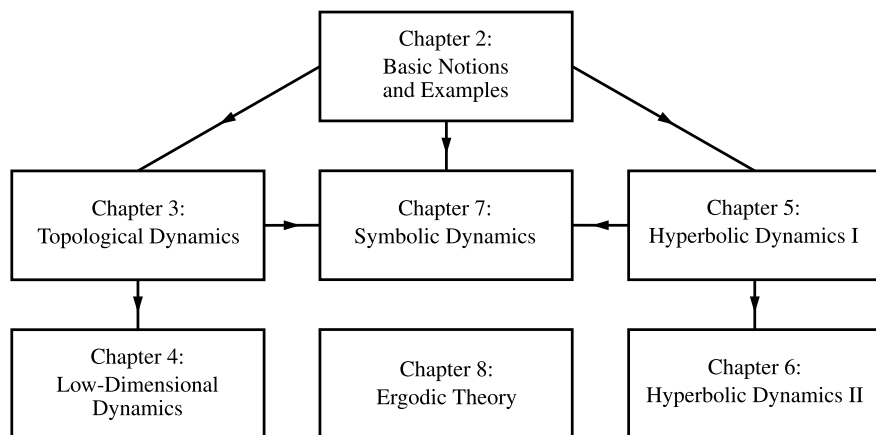 Chapter 2:
Basic Notions
and Examples
Chapter 3:
Topological Dynamics
Chapter 7:
Symbolic Dynamics
Chapter 5:
Hyperbolic Dynamics I
Chapter 4:
Low-Dimensional
Dynamics
Chapter 8:
Ergodic Theory
Chapter 6:
Hyperbolic Dynamics II